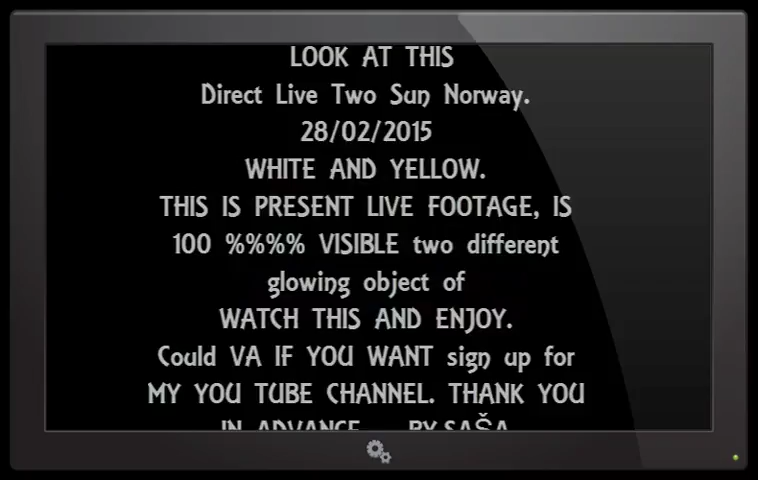 LOOK AT THIS
Direct Live Two Sun Norway.
28/02/2015
WHITE AND YELLOW.
THIS IS PRESENT LIVE FOOTAGE, IS
100 %%%% VISIBLE two different
glowing object of
WATCH THIS AND ENJOY.
Could VA IF YOU WANT sign up for
MY YOU TUBE CHANNEL. THANK YOU
IN ADVANCE BY SAŠA